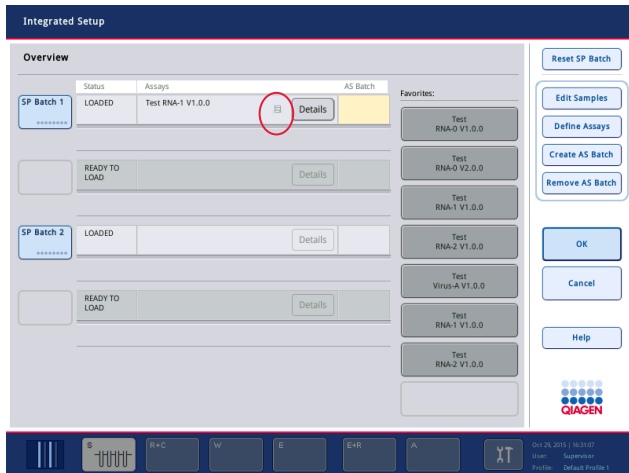 Integrated Setup
Overview
Status Assays AS Batch
SP Batch 1
LOADED Test RNA-1 V1.0.0 Details
READY TO
LOAD
Details
SP Batch 2
LOADED Details
READY TO
LOAD
Details
Favorites:
Test
RNA-0 V1.0.0
Test
RNA-0 V2.0.0
Test
RNA-1 V1.0.0
Test
RNA-2 V1.0.0
Test
Virus-A V1.0.0
Test
RNA-1 V1.0.0
Test
RNA-2 V1.0.0
Reset SP Batch
Edit Samples
Define Assays
Create AS Batch
Remove AS Batch
OK
Cancel
Help
QIAGEN
S R+C W E E+R A
Oct 29, 2015 | 16:31:07
User: Supervisor
Profile: Default Profile 1